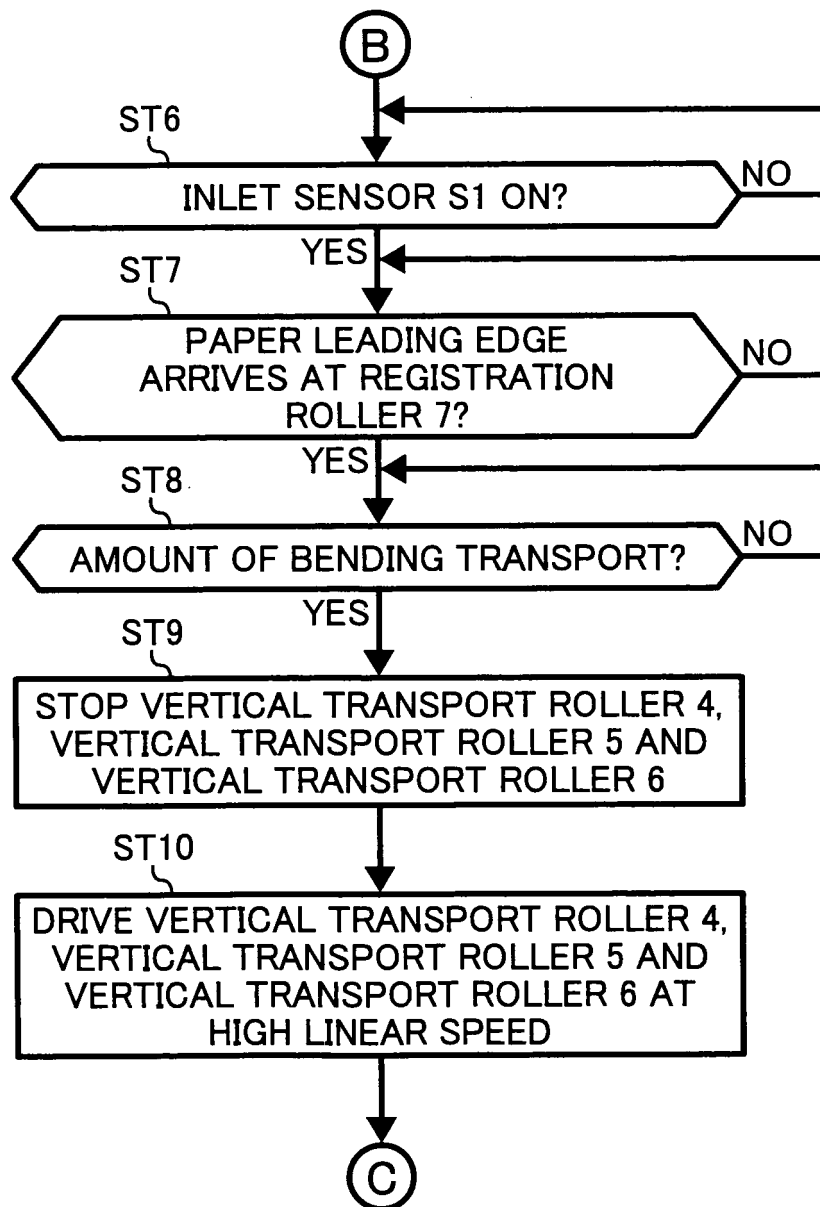 B
ST6
INLET SENSOR S1 ON?
NO
YES
ST7
PAPER LEADING EDGE
ARRIVES AT REGISTRATION
ROLLER 7?
NO
YES
ST8
AMOUNT OF BENDING TRANSPORT?
NO
YES
ST9
STOP VERTICAL TRANSPORT ROLLER 4,
VERTICAL TRANSPORT ROLLER 5 AND
VERTICAL TRANSPORT ROLLER 6
ST10
DRIVE VERTICAL TRANSPORT ROLLER 4,
VERTICAL TRANSPORT ROLLER 5 AND
VERTICAL TRANSPORT ROLLER 6 AT
HIGH LINEAR SPEED
C